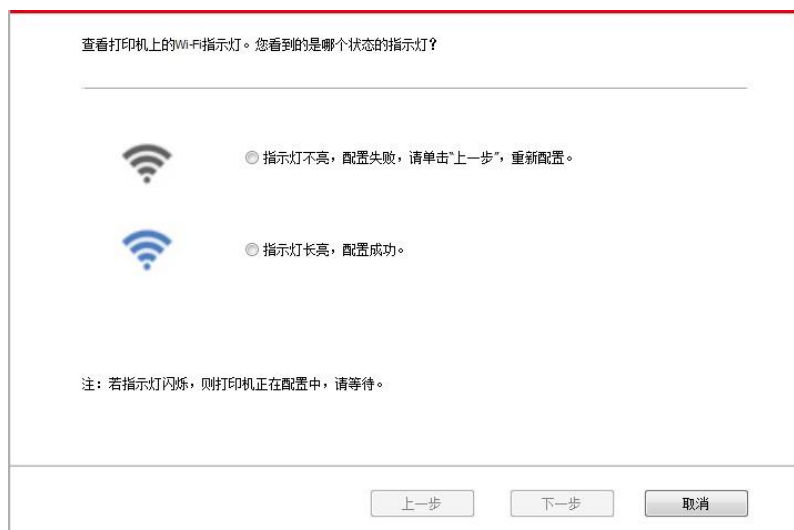 查看打印机上的Wi-Fi指示灯。您看到的是哪个状态的指示灯？
指示灯不亮，配置失败，请单击“上一步”，重新配置。
指示灯长亮，配置成功。
注：若指示灯闪烁，则打印机正在配置中，请等待。
上一步 下一步 取消